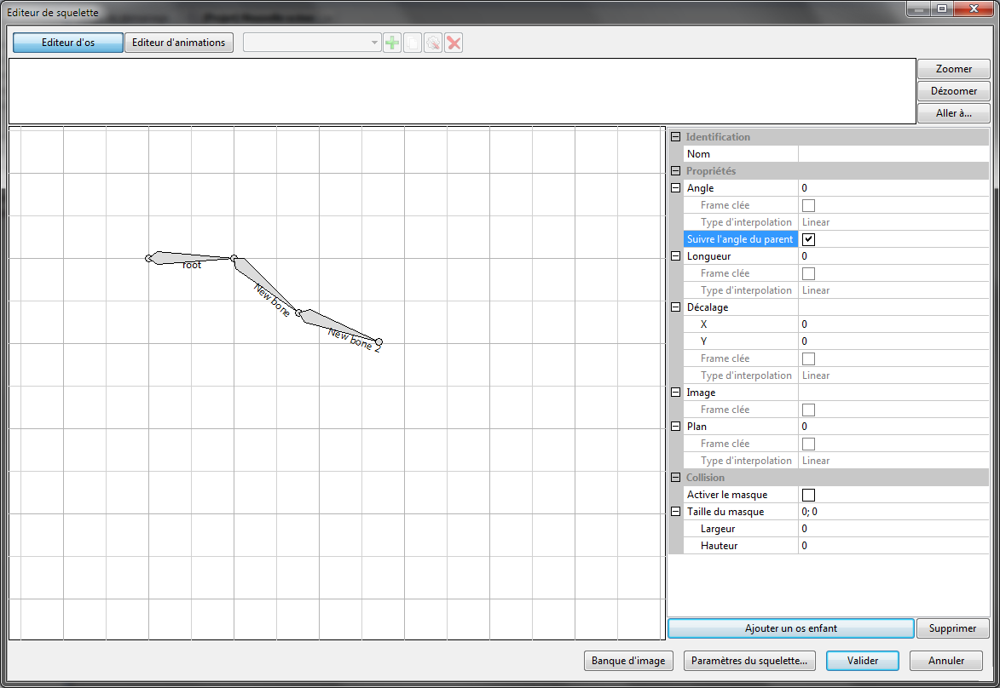 Editeur de squelette
Editeur d'os
Editeur d'animations
Zoomer
Dézoomer
Aller à...
root
New bone
New bone 2
Identification
Nom
Propriétés
Angle 0
Frame clée
Type d'interpolation Linear
Suivre l'angle du parent
Longueur 0
Frame clée
Type d'interpolation Linear
Décalage
X 0
Y 0
Frame clée
Type d'interpolation Linear
Image
Frame clée
Plan 0
Frame clée
Type d'interpolation Linear
Collision
Activer le masque
Taille du masque 0; 0
Largeur 0
Hauteur 0
Ajouter un os enfant
Supprimer
Banque d'image
Paramètres du squelette...
Valider
Annuler